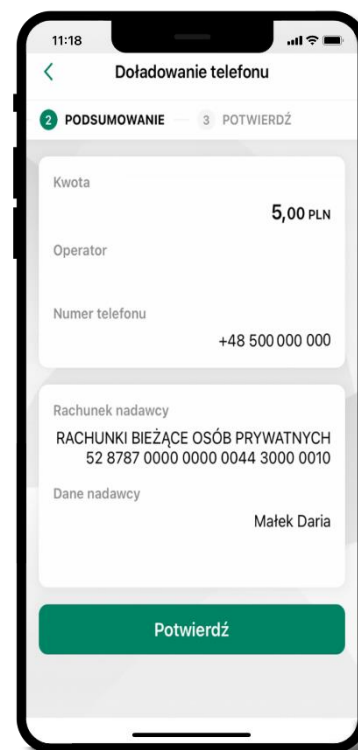 11:18
Doładowanie telefonu
2 PODSUMOWANIE 3 POTWIERDŹ
Kwota
5,00 PLN
Operator
Numer telefonu
+48 500 000 000
Rachunek nadawcy
RACHUNKI BIEŻĄCE OSÓB PRYWATNYCH
52 8787 0000 0000 0044 3000 0010
Dane nadawcy
Małek Daria
Potwierdź